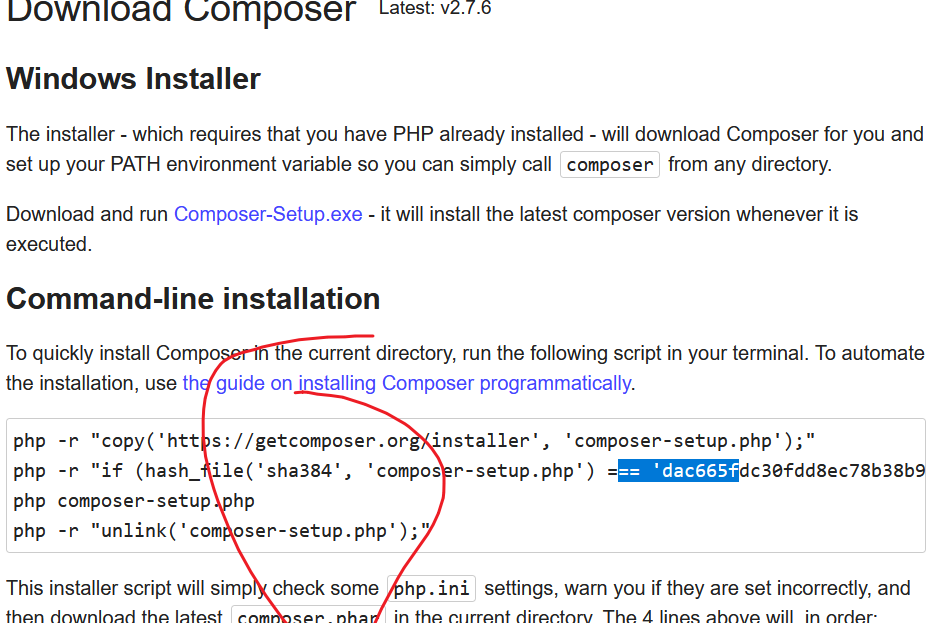 Download Composer Latest: v2.7.6
Windows Installer
The installer - which requires that you have PHP already installed - will download Composer for you and
set up your PATH environment variable so you can simply call composer from any directory.
Download and run Composer-Setup.exe - it will install the latest composer version whenever it is
executed.
Command-line installation
To quickly install Composer in the current directory, run the following script in your terminal. To automate
the installation, use the guide on installing Composer programmatically.
php -r "copy('https://getcomposer.org/installer', 'composer-setup.php');"
php -r "if (hash_file('sha384', 'composer-setup.php') === 'dac665fdc30fdd8ec78b38b9
php composer-setup.php
php -r "unlink('composer-setup.php');"
This installer script will simply check some php.ini settings, warn you if they are set incorrectly, and
then download the latest composer.phar in the current directory. The 4 lines above will, in order: